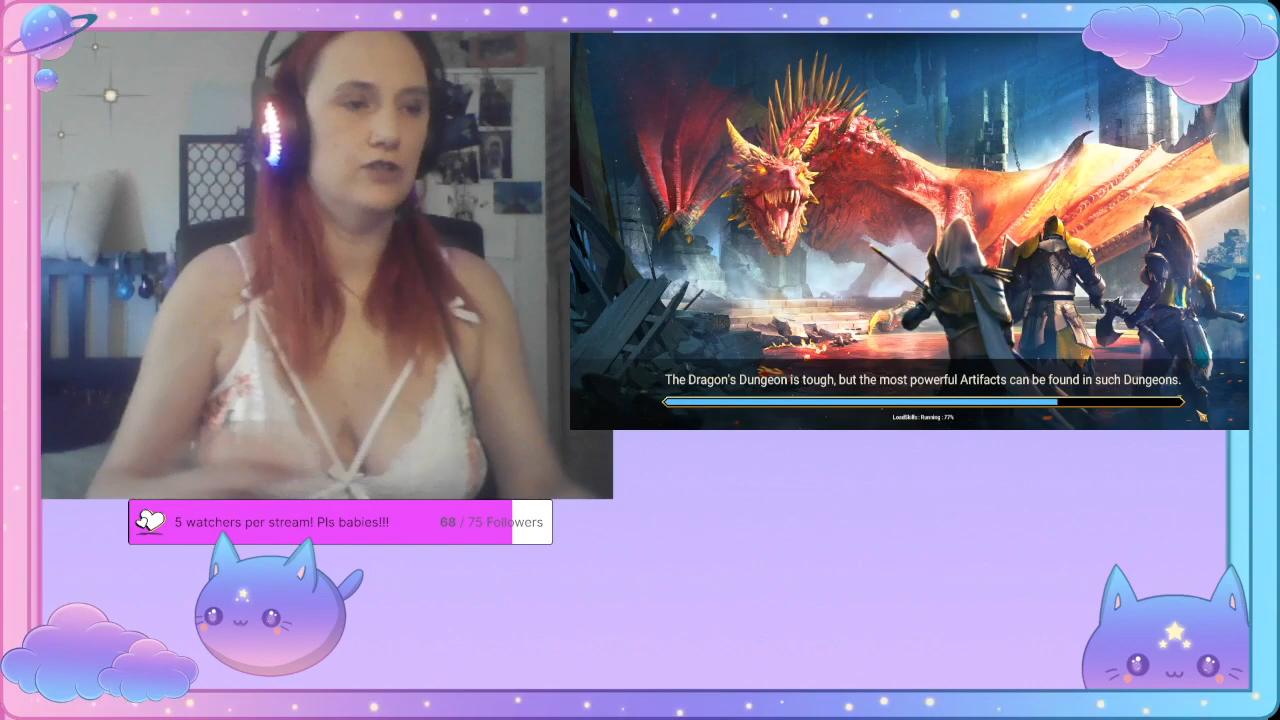 The Dragon's Dungeon is tough, but the most powerful Artifacts can be found in such Dungeons.
LoadSkills : Running : 77%
5 watchers per stream! Pls babies!!! 68 / 75 Followers